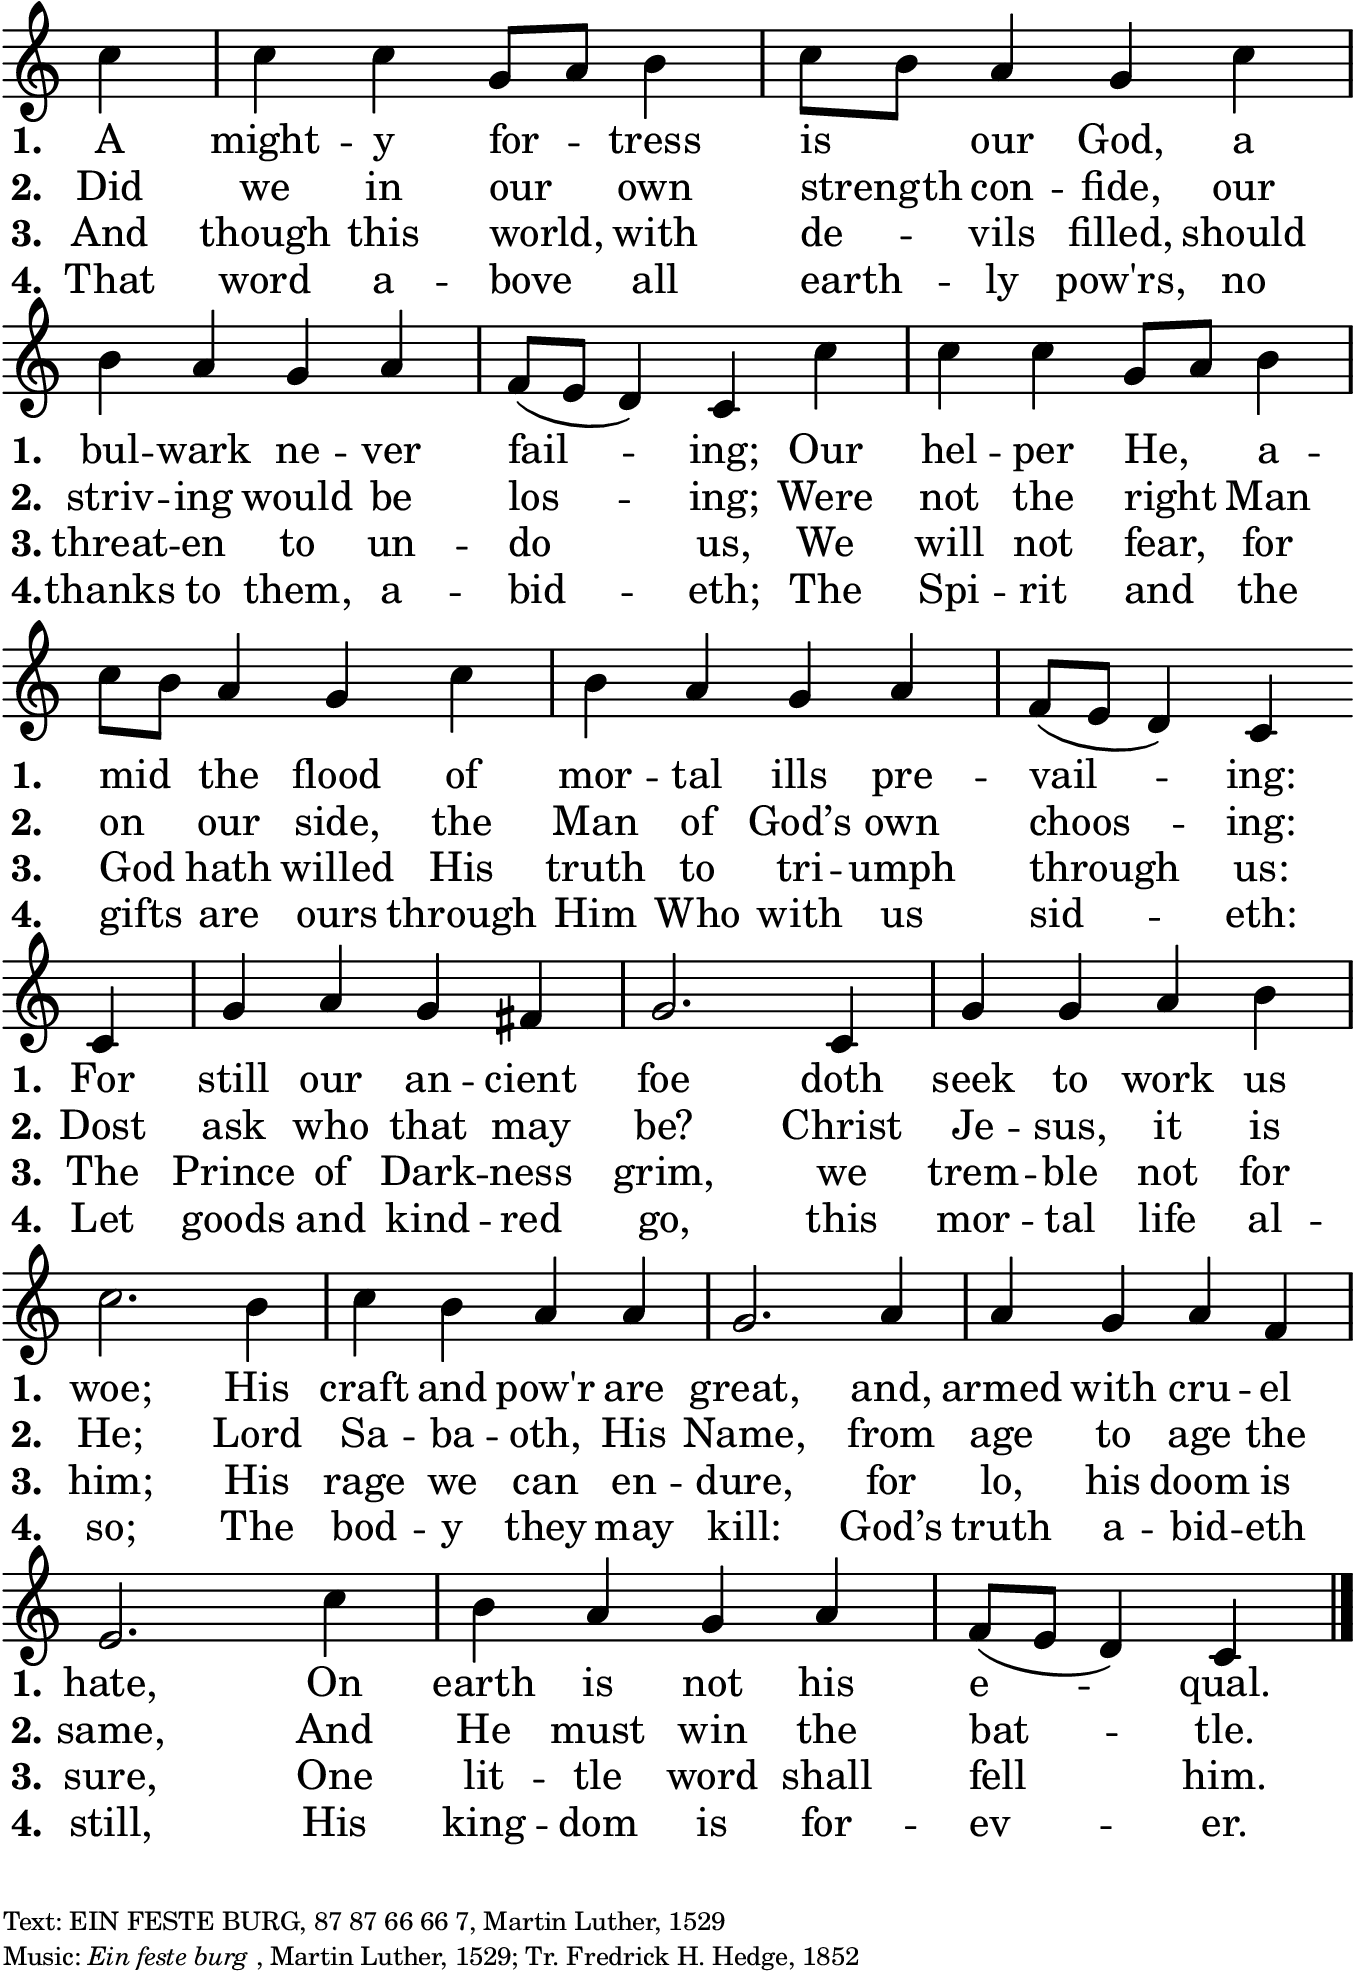 1. A might -- y for -- tress is our God, a
2. Did we in our own strength con -- fide, our
3. And though this world, with de -- vils filled, should
4. That word a -- bove all earth -- ly pow'rs, no
1. bul -- wark ne -- ver fail -- ing; Our hel -- per He, a --
2. striv -- ing would be los -- ing; Were not the right Man
3. threat -- en to un -- do us, We will not fear, for
4. thanks to them, a -- bid -- eth; The Spi -- rit and the
1. mid the flood of mor -- tal ills pre -- vail -- ing:
2. on our side, the Man of God’s own choos -- ing:
3. God hath willed His truth to tri -- umph through us:
4. gifts are ours through Him Who with us sid -- eth:
1. For still our an -- cient foe doth seek to work us
2. Dost ask who that may be? Christ Je -- sus, it is
3. The Prince of Dark -- ness grim, we trem -- ble not for
4. Let goods and kind -- red go, this mor -- tal life al --
1. woe; His craft and pow'r are great, and, armed with cru -- el
2. He; Lord Sa -- ba -- oth, His Name, from age to age the
3. him; His rage we can en -- dure, for lo, his doom is
4. so; The bod -- y they may kill: God’s truth a -- bid -- eth
1. hate, On earth is not his e -- qual.
2. same, And He must win the bat -- tle.
3. sure, One lit -- tle word shall fell him.
4. still, His king -- dom is for -- ev -- er.
Text: EIN FESTE BURG, 87 87 66 66 7, Martin Luther, 1529
Music: Ein feste burg , Martin Luther, 1529; Tr. Fredrick H. Hedge, 1852